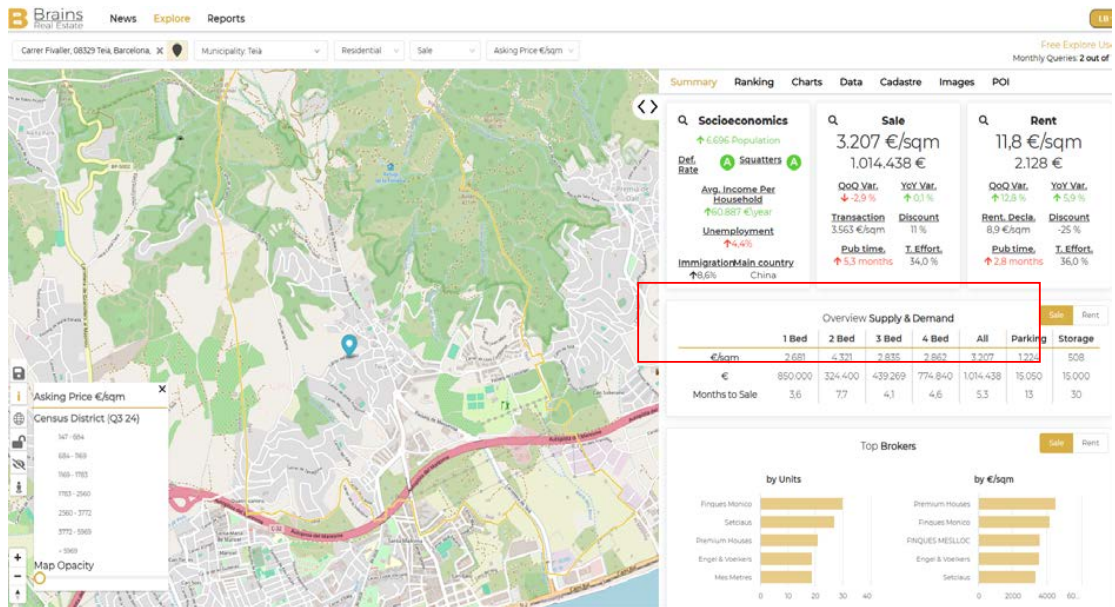 Brains
Real Estate
News Explore Reports
LB
Carrer Fivaller, 08329 Teià, Barcelona, X
Municipality: Teià
Residential
Sale
Asking Price €/sqm
Free Explore Us
Monthly Queries: 2 out of
Summary Ranking Charts Data Cadastre Images POI
Socioeconomics
6.696 Population
Def. Rate A Squatters A
Avg. Income Per Household
60.887 €\year
Unemployment
4,4%
Immigration Main country
8,6% China
Sale
3.207 €/sqm
1.014.438 €
QoQ Var. YoY Var.
-2,9 % 0,1 %
Transaction Discount
3.563 €/sqm 11 %
Pub time. T. Effort.
5,3 months 34,0 %
Rent
11,8 €/sqm
2.128 €
QoQ Var. YoY Var.
12,8 % 5,9 %
Rent. Decla. Discount
8,9 €/sqm -25 %
Pub time. T. Effort.
2,8 months 36,0 %
Overview Supply & Demand
Sale Rent
1 Bed 2 Bed 3 Bed 4 Bed All Parking Storage
€/sqm 2.681 4.321 2.835 2.862 3.207 1.224 508
€ 850.000 324.400 439.269 774.840 1.014.438 15.050 15.000
Months to Sale 3,6 7,7 4,1 4,6 5,3 13 30
Top Brokers
Sale Rent
by Units
Finques Monico
Setciaus
Premium Houses
Engel & Voelkers
Mes Metres
0 10 20 30 40
by €/sqm
Premium Houses
Finques Monico
FINQUES MESLLOC
Engel & Voelkers
Setciaus
0 2000 4000 60...
Asking Price €/sqm X
Census District (Q3 24)
147 - 684
684 - 1169
1169 - 1783
1783 - 2560
2560 - 3772
3772 - 5969
+ 5969
Map Opacity
BP-5002
C-32
Autopista del Maresme